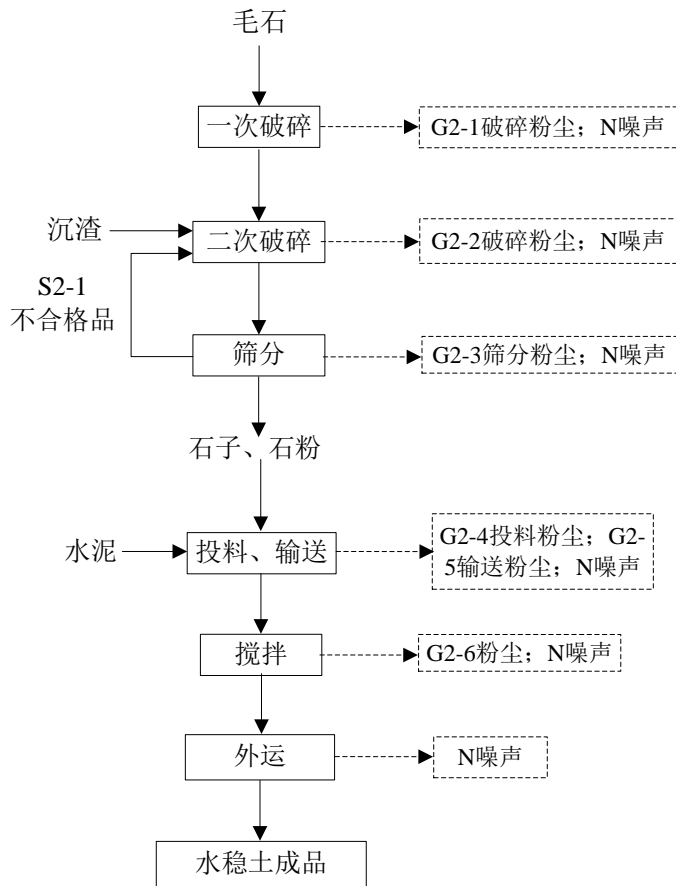 毛石
一次破碎
G2-1破碎粉尘；N噪声
沉渣
二次破碎
G2-2破碎粉尘；N噪声
S2-1
不合格品
筛分
G2-3筛分粉尘；N噪声
石子、石粉
水泥
投料、输送
G2-4投料粉尘；G2-
5输送粉尘；N噪声
搅拌
G2-6粉尘；N噪声
外运
N噪声
水稳土成品